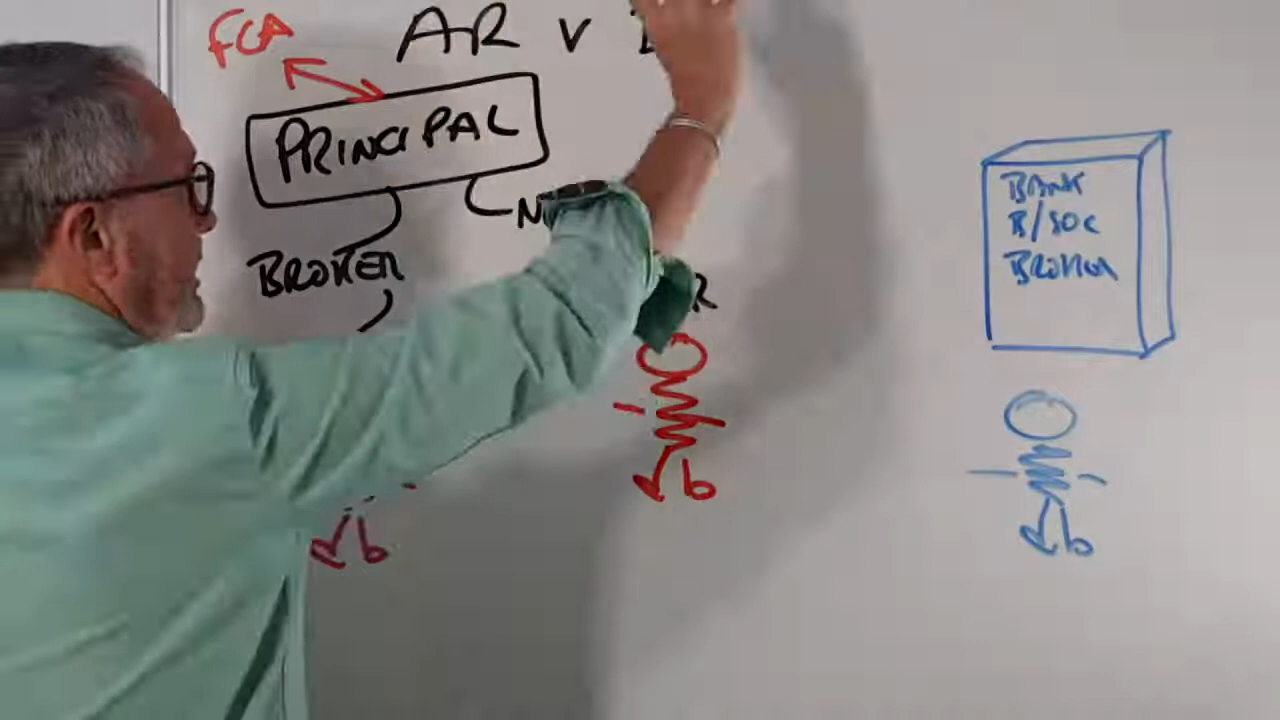 FCA
AR v
PRINCIPAL
BROKER
BANK
B/SOC
BROKER